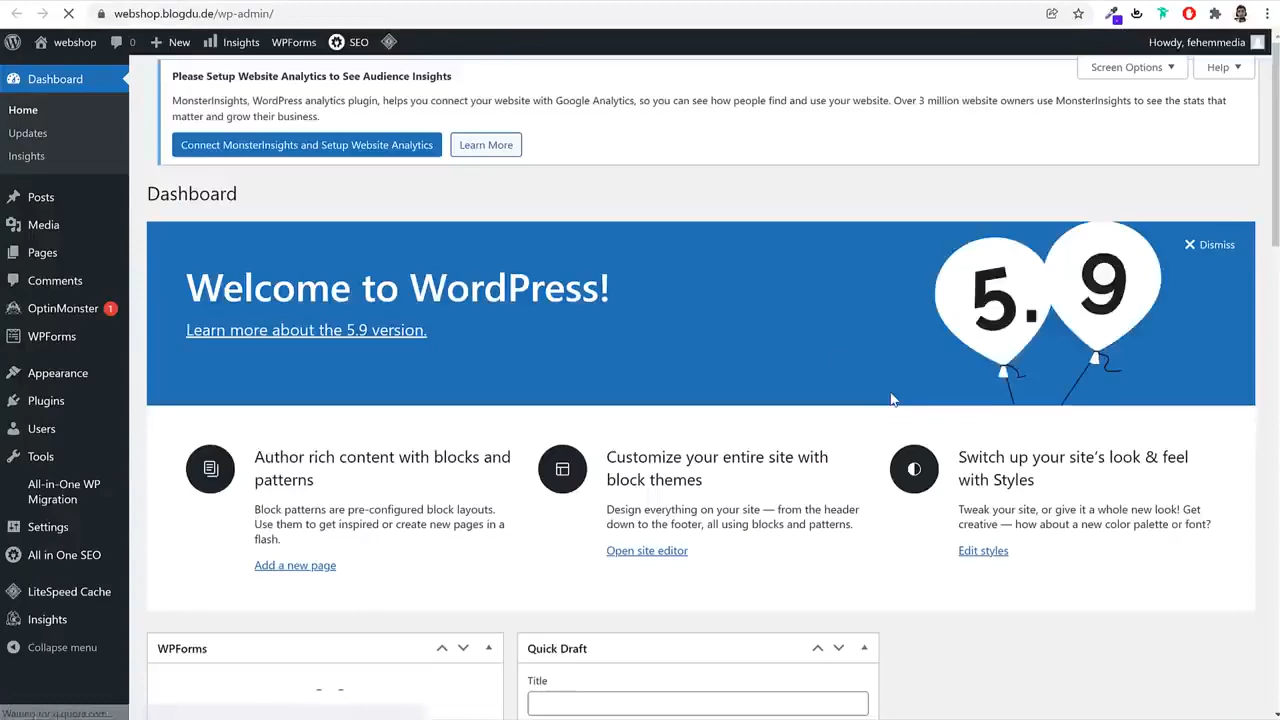 webshop.blogdu.de/wp-admin/
webshop 0 New Insights WPForms SEO Howdy, fehemmedia
Dashboard
Home
Updates
Insights
Posts
Media
Pages
Comments
OptinMonster 1
WPForms
Appearance
Plugins
Users
Tools
All-in-One WP
Migration
Settings
All in One SEO
LiteSpeed Cache
Insights
Collapse menu
Screen Options Help
Please Setup Website Analytics to See Audience Insights
MonsterInsights, WordPress analytics plugin, helps you connect your website with Google Analytics, so you can see how people find and use your website. Over 3 million website owners use MonsterInsights to see the stats that
matter and grow their business.
Connect MonsterInsights and Setup Website Analytics Learn More
Dashboard
Dismiss
Welcome to WordPress!
Learn more about the 5.9 version.
5.9
Author rich content with blocks and
patterns
Block patterns are pre-configured block layouts.
Use them to get inspired or create new pages in a
flash.
Add a new page
Customize your entire site with
block themes
Design everything on your site — from the header
down to the footer, all using blocks and patterns.
Open site editor
Switch up your site's look & feel
with Styles
Tweak your site, or give it a whole new look! Get
creative — how about a new color palette or font?
Edit styles
WPForms
Quick Draft
Title
Waiting for q.quora.com...